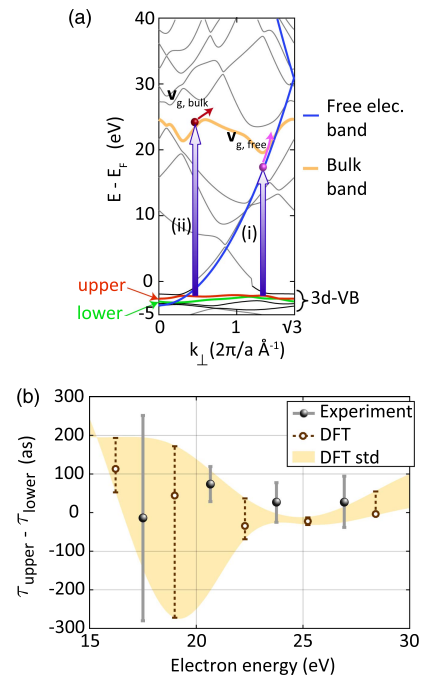 (a)
40
30
20
10
0
-5
E - E_F (eV)
v_g, bulk
v_g, free
(ii)
(i)
Free elec.
band
Bulk
band
upper
lower
3d-VB
0
1
√3
k_⊥ (2π/a Å⁻¹)
(b)
300
200
100
0
-100
-200
-300
τ_upper - τ_lower (as)
Experiment
DFT
DFT std
15
20
25
30
Electron energy (eV)